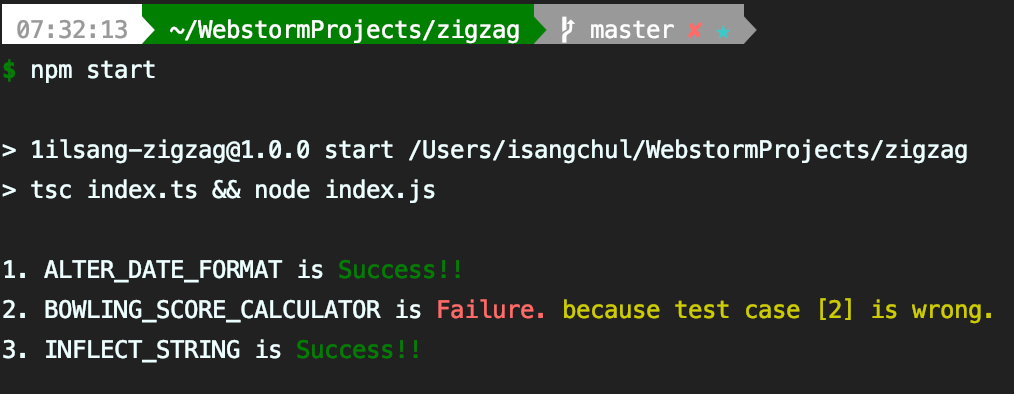 07:32:13 ~/WebstormProjects/zigzag master ✘ ★
$ npm start
> 1ilsang-zigzag@1.0.0 start /Users/isangchul/WebstormProjects/zigzag
> tsc index.ts && node index.js
1. ALTER_DATE_FORMAT is Success!!
2. BOWLING_SCORE_CALCULATOR is Failure. because test case [2] is wrong.
3. INFLECT_STRING is Success!!